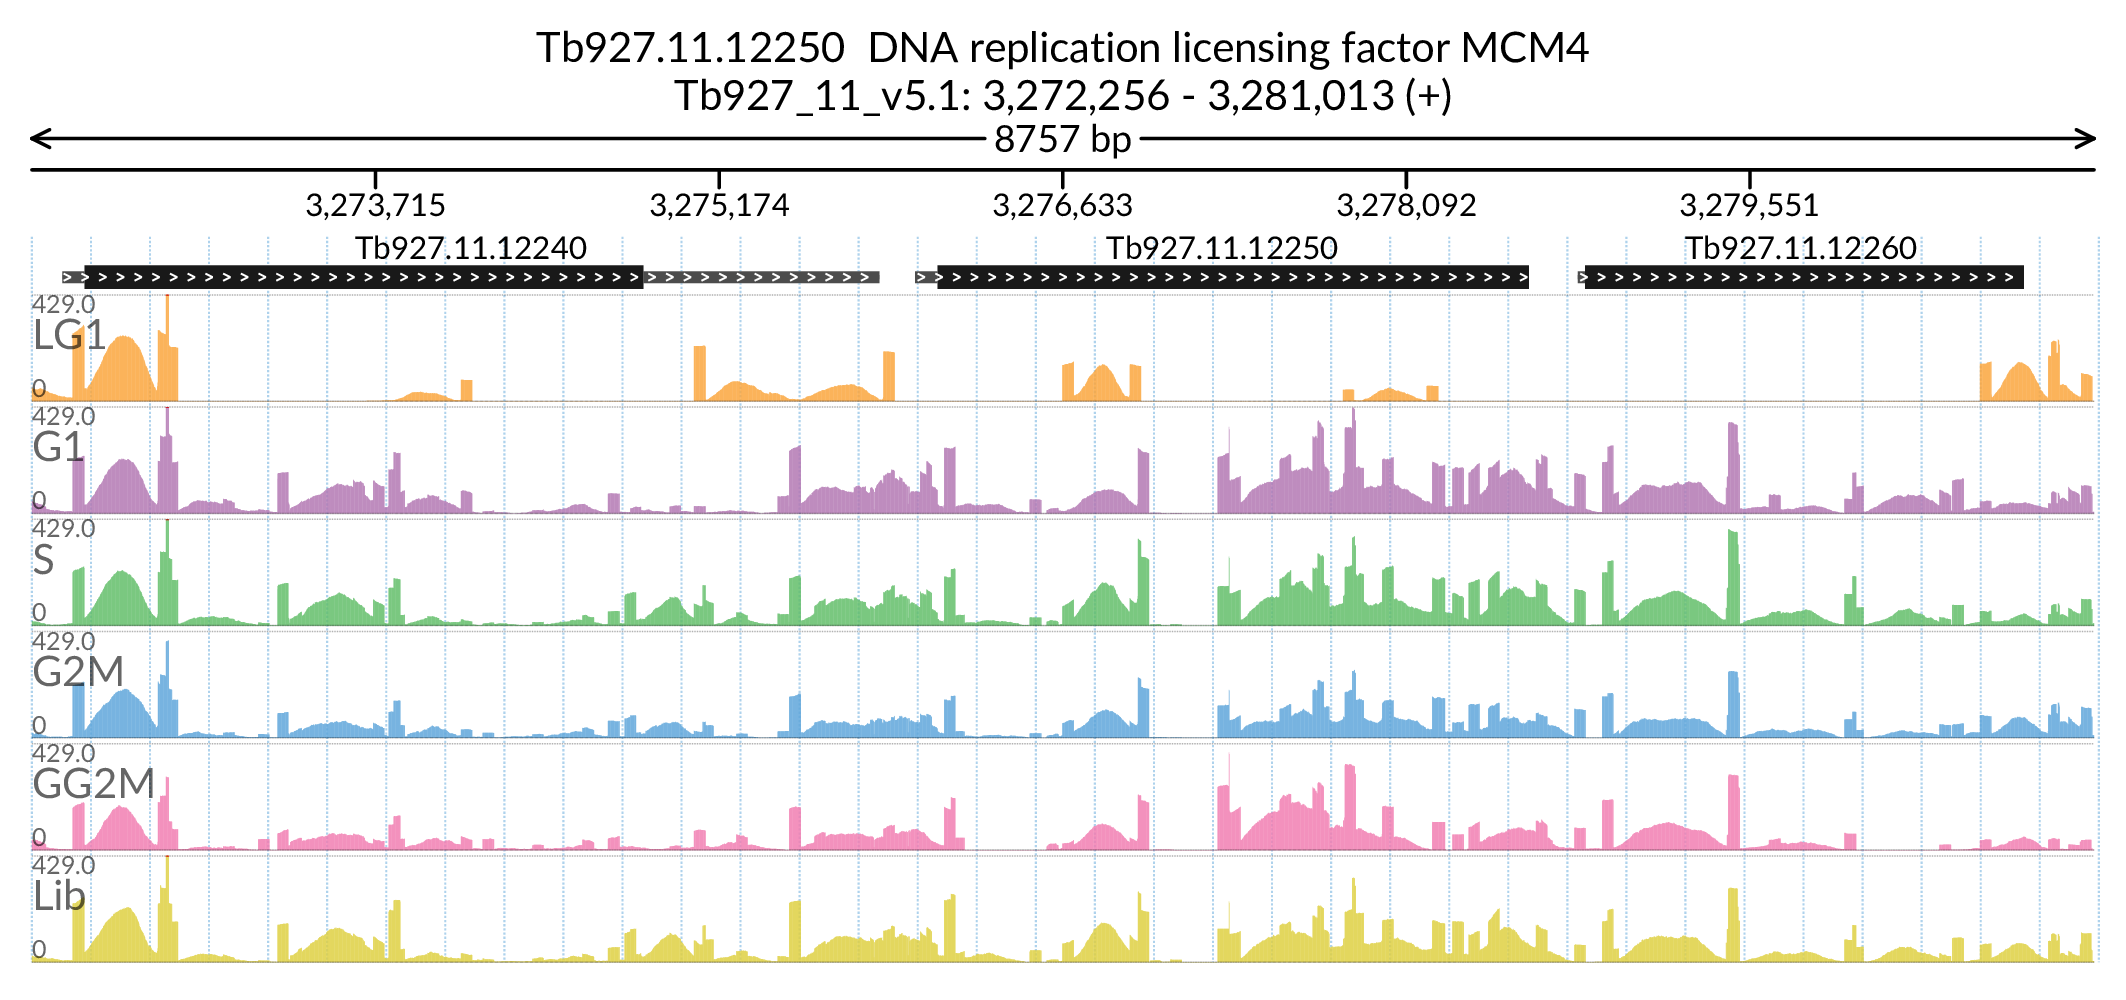 Tb927.11.12250 DNA replication licensing factor MCM4
Tb927_11_v5.1: 3,272,256 - 3,281,013 (+)
8757 bp
3,273,715 3,275,174 3,276,633 3,278,092 3,279,551
Tb927.11.12240 Tb927.11.12250 Tb927.11.12260
429.0
LG1
0
429.0
G1
0
429.0
S
0
429.0
G2M
0
429.0
GG2M
0
429.0
Lib
0